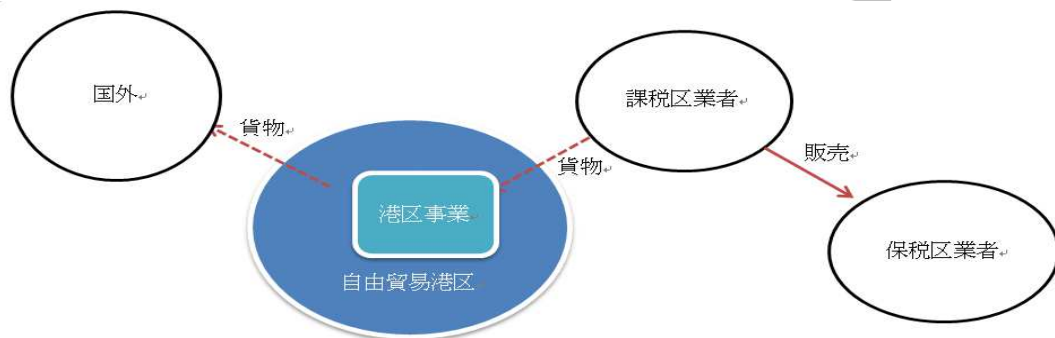 国外
課税区業者
貨物
貨物
販売
港区事業
保税区業者
自由貿易港区